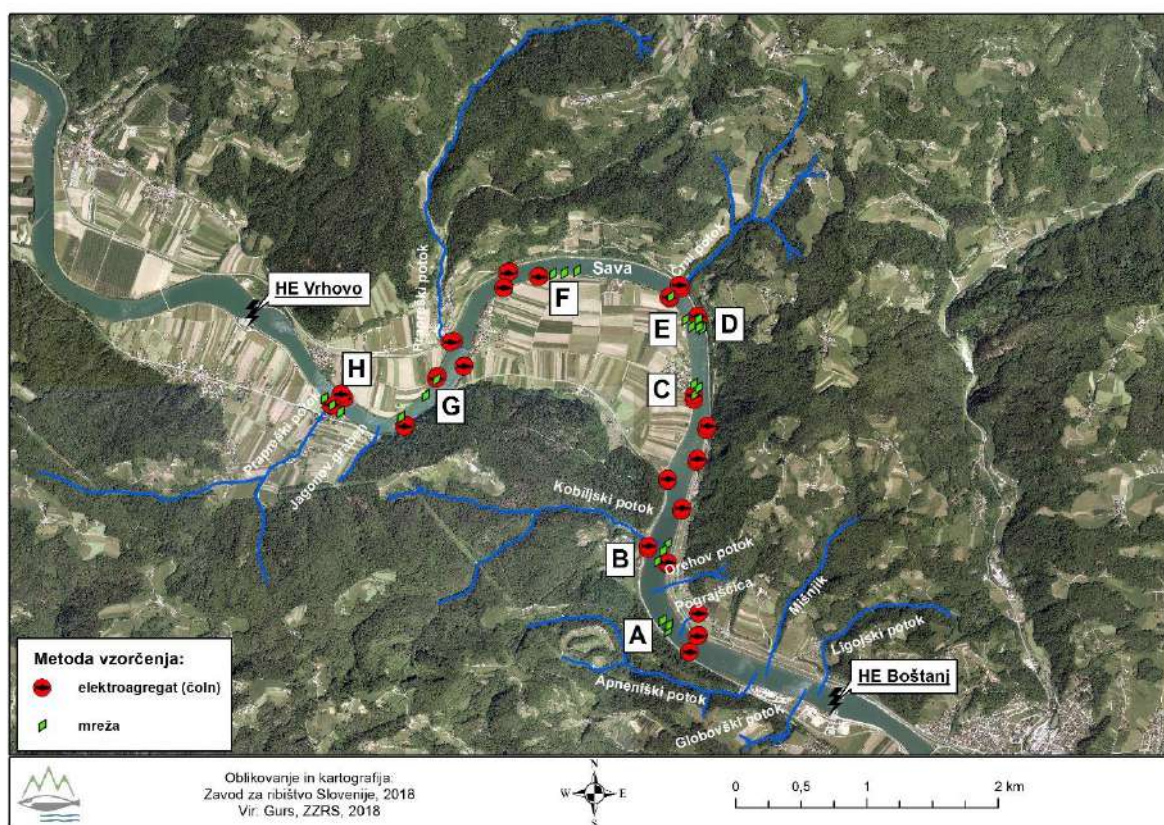 HE Vrhovo
Sava
F
E
D
H
C
G
Prapnoški potok
Jagonov graben
Kobiljski potok
B
Orehov potok
Pograjščica
Mišnjik
A
Ligojski potok
HE Boštanj
Apneniški potok
Globovški potok
Metoda vzorčenja:
elektroagregat (čoln)
mreža
Oblikovanje in kartografija:
Zavod za ribištvo Slovenije, 2018
Vir: Gurs, ZZRS, 2018
N
W
E
S
0
0,5
1
2 km